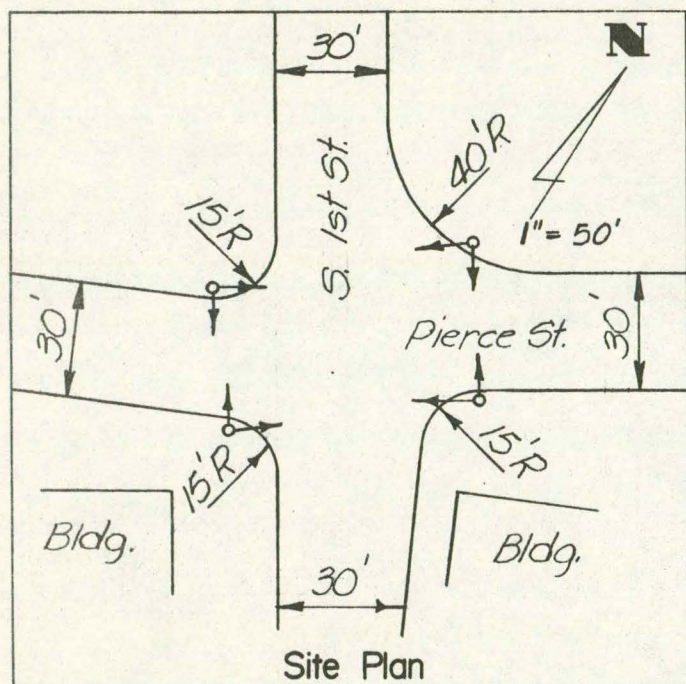 30'
N
S. 1st St.
40'R
15'R
1" = 50'
30'
Pierce St.
30'
15'R
15'R
Bldg.
Bldg.
30'
Site Plan